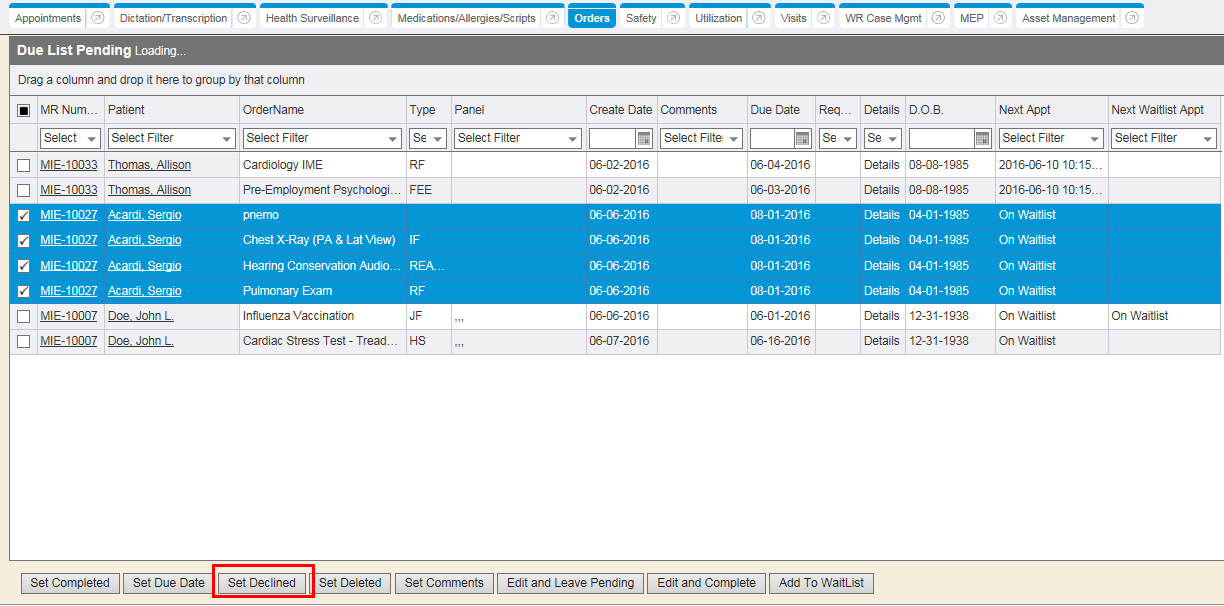 Appointments Dictation/Transcription Health Surveillance Medications/Allergies/Scripts Orders Safety Utilization Visits WR Case Mgmt MEP Asset Management
Due List Pending Loading...
Drag a column and drop it here to group by that column
MR Num... Patient OrderName Type Panel Create Date Comments Due Date Req... Details D.O.B. Next Appt Next Waitlist Appt
Select Select Filter Select Filter Se Select Filter Select Filter Se Se Select Filter Select Filter
MIE-10033 Thomas, Allison Cardiology IME RF 06-02-2016 06-04-2016 Details 08-08-1985 2016-06-10 10:15...
MIE-10033 Thomas, Allison Pre-Employment Psychologi... FEE 06-02-2016 06-03-2016 Details 08-08-1985 2016-06-10 10:15...
MIE-10027 Acardi, Sergio pnemo 06-06-2016 08-01-2016 Details 04-01-1985 On Waitlist
MIE-10027 Acardi, Sergio Chest X-Ray (PA & Lat View) IF 06-06-2016 08-01-2016 Details 04-01-1985 On Waitlist
MIE-10027 Acardi, Sergio Hearing Conservation Audio... REA... 06-06-2016 08-01-2016 Details 04-01-1985 On Waitlist
MIE-10027 Acardi, Sergio Pulmonary Exam RF 06-06-2016 08-01-2016 Details 04-01-1985 On Waitlist
MIE-10007 Doe, John L. Influenza Vaccination JF ,,, 06-06-2016 06-01-2016 Details 12-31-1938 On Waitlist On Waitlist
MIE-10007 Doe, John L. Cardiac Stress Test - Tread... HS ,,, 06-07-2016 06-16-2016 Details 12-31-1938 On Waitlist
Set Completed Set Due Date Set Declined Set Deleted Set Comments Edit and Leave Pending Edit and Complete Add To WaitList